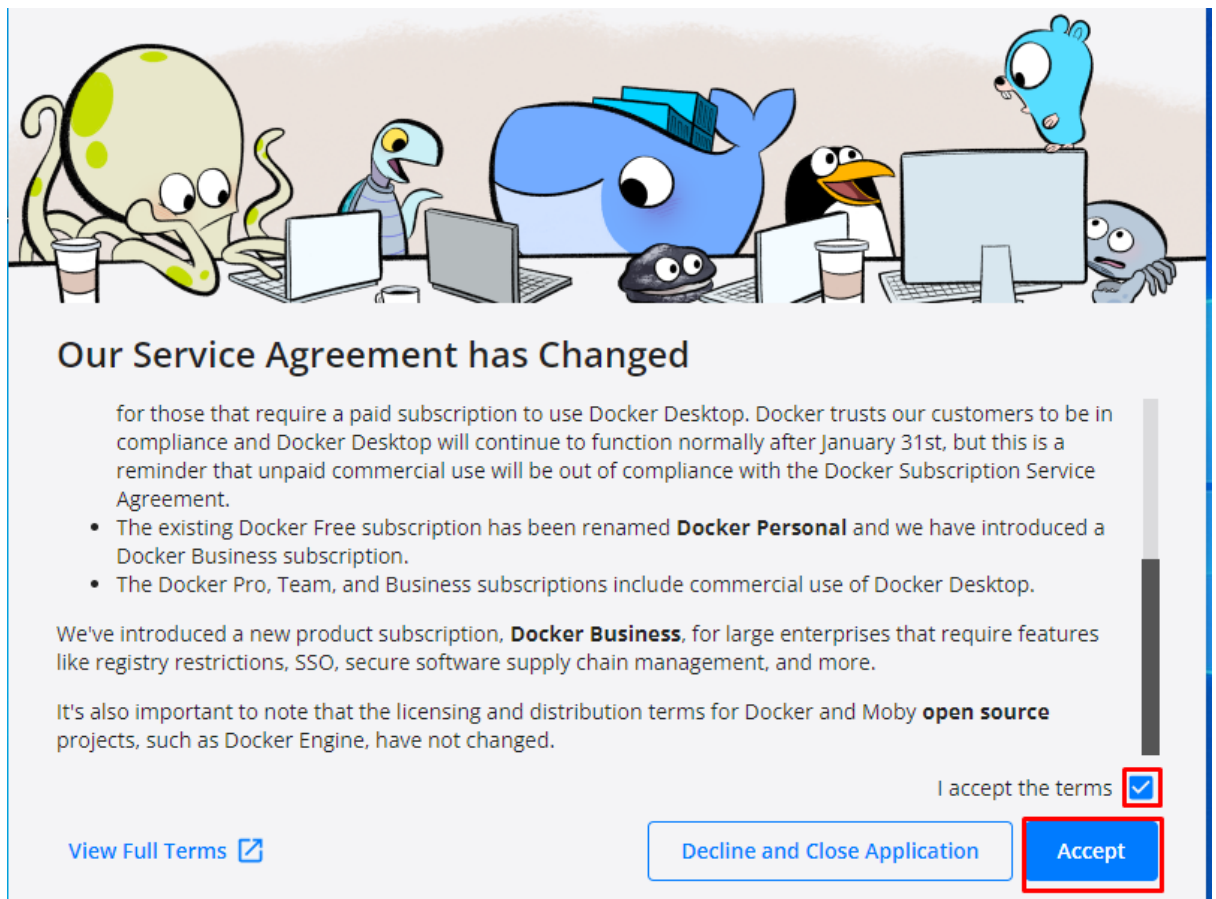 Our Service Agreement has Changed
for those that require a paid subscription to use Docker Desktop. Docker trusts our customers to be in
compliance and Docker Desktop will continue to function normally after January 31st, but this is a
reminder that unpaid commercial use will be out of compliance with the Docker Subscription Service
Agreement.
• The existing Docker Free subscription has been renamed Docker Personal and we have introduced a
Docker Business subscription.
• The Docker Pro, Team, and Business subscriptions include commercial use of Docker Desktop.
We've introduced a new product subscription, Docker Business, for large enterprises that require features
like registry restrictions, SSO, secure software supply chain management, and more.
It's also important to note that the licensing and distribution terms for Docker and Moby open source
projects, such as Docker Engine, have not changed.
I accept the terms
View Full Terms
Decline and Close Application
Accept